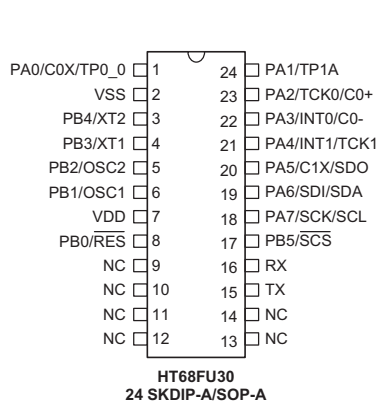 PA0/C0X/TP0_0 1 24 PA1/TP1A
VSS 2 23 PA2/TCK0/C0+
PB4/XT2 3 22 PA3/INT0/C0-
PB3/XT1 4 21 PA4/INT1/TCK1
PB2/OSC2 5 20 PA5/C1X/SDO
PB1/OSC1 6 19 PA6/SDI/SDA
VDD 7 18 PA7/SCK/SCL
PB0/RES 8 17 PB5/SCS
NC 9 16 RX
NC 10 15 TX
NC 11 14 NC
NC 12 13 NC
HT68FU30
24 SKDIP-A/SOP-A